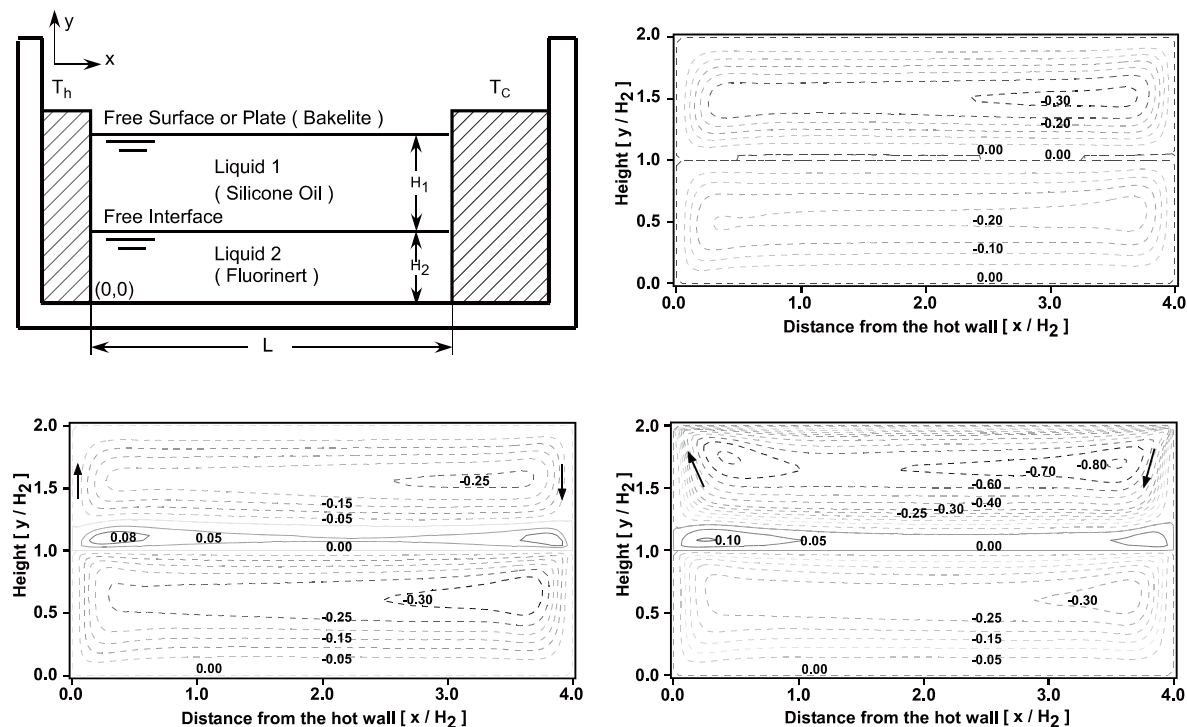 y
x
T_h
T_C
Free Surface or Plate ( Bakelite )
Liquid 1
( Silicone Oil )
H_1
Free Interface
Liquid 2
( Fluorinert )
H_2
(0,0)
L
Height [ y / H_2 ]
2.0
1.5
1.0
0.5
0.0
-0.30
-0.20
0.00 0.00
-0.20
-0.10
0.00
0.0 1.0 2.0 3.0 4.0
Distance from the hot wall [ x / H_2 ]
Height [ y / H_2 ]
2.0
1.5
1.0
0.5
0.0
-0.25
-0.15
-0.05
0.08 0.05 0.00
-0.30
-0.25
-0.15
-0.05
0.00
0.0 1.0 2.0 3.0 4.0
Distance from the hot wall [ x / H_2 ]
Height [ y / H_2 ]
2.0
1.5
1.0
0.5
0.0
-0.80
-0.70
-0.60
-0.40
-0.25 -0.30
0.10 0.05 0.00
-0.30
-0.25
-0.15
-0.05
0.00
0.0 1.0 2.0 3.0 4.0
Distance from the hot wall [ x / H_2 ]